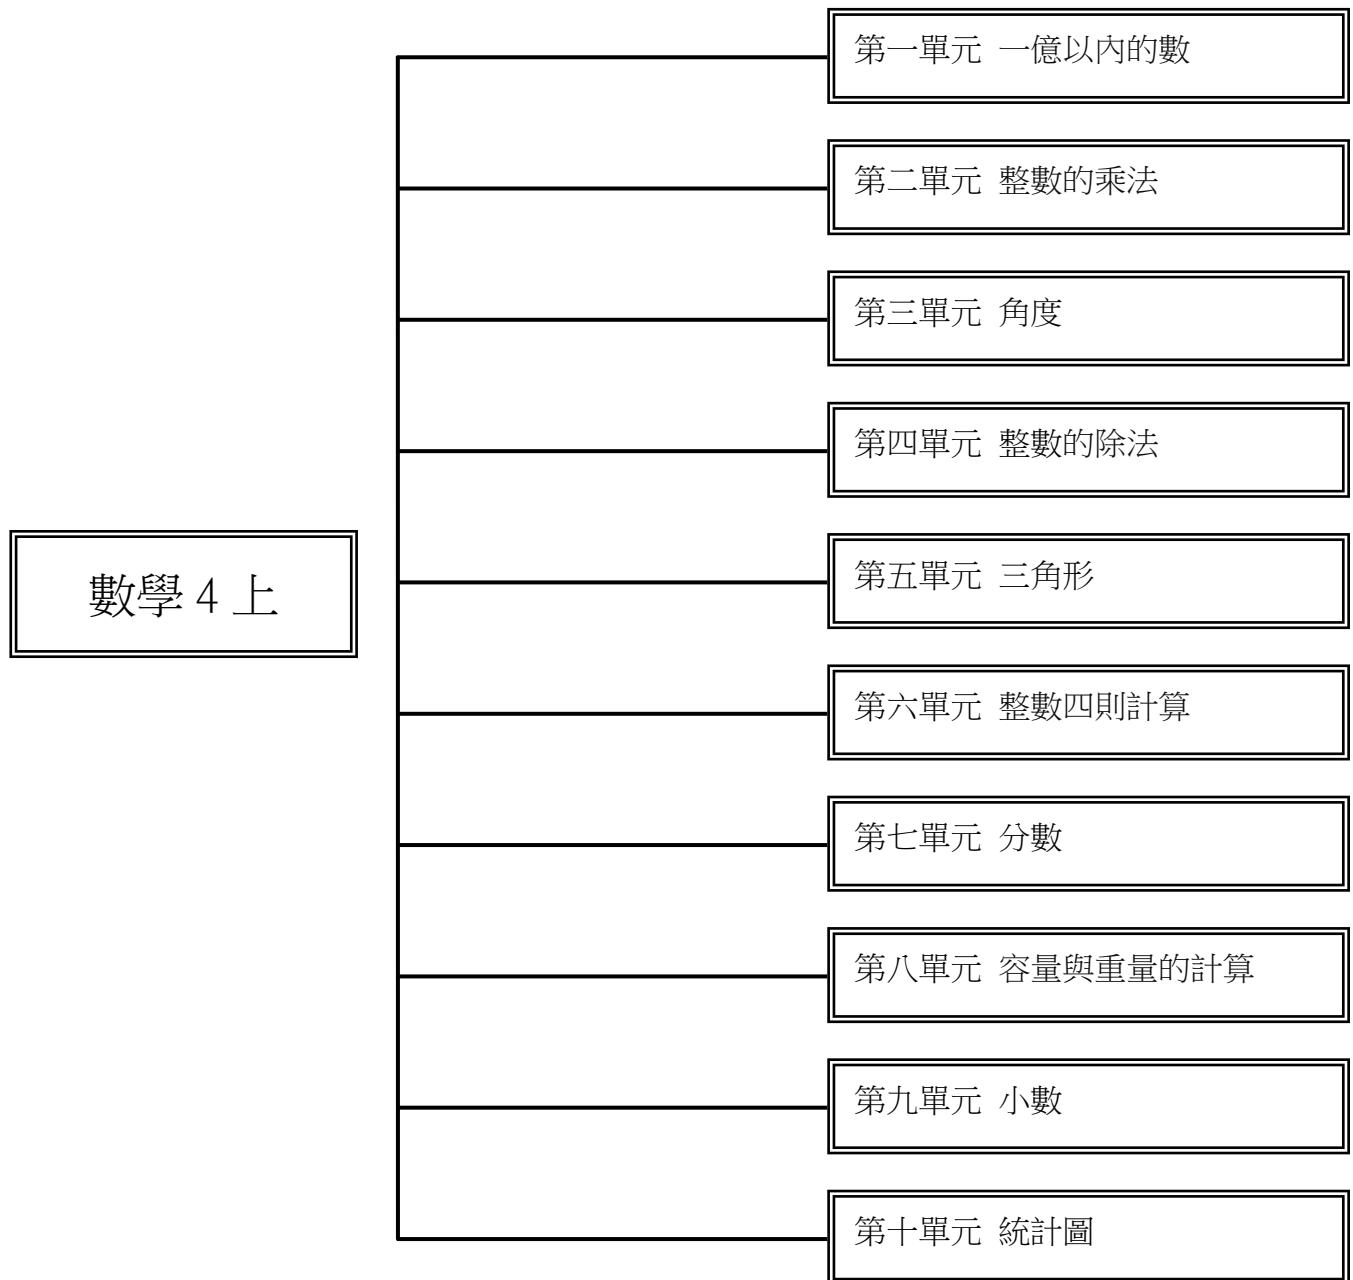 第一單元 一億以內的數
第二單元 整數的乘法
第三單元 角度
第四單元 整數的除法
第五單元 三角形
數學 4 上
第六單元 整數四則計算
第七單元 分數
第八單元 容量與重量的計算
第九單元 小數
第十單元 統計圖